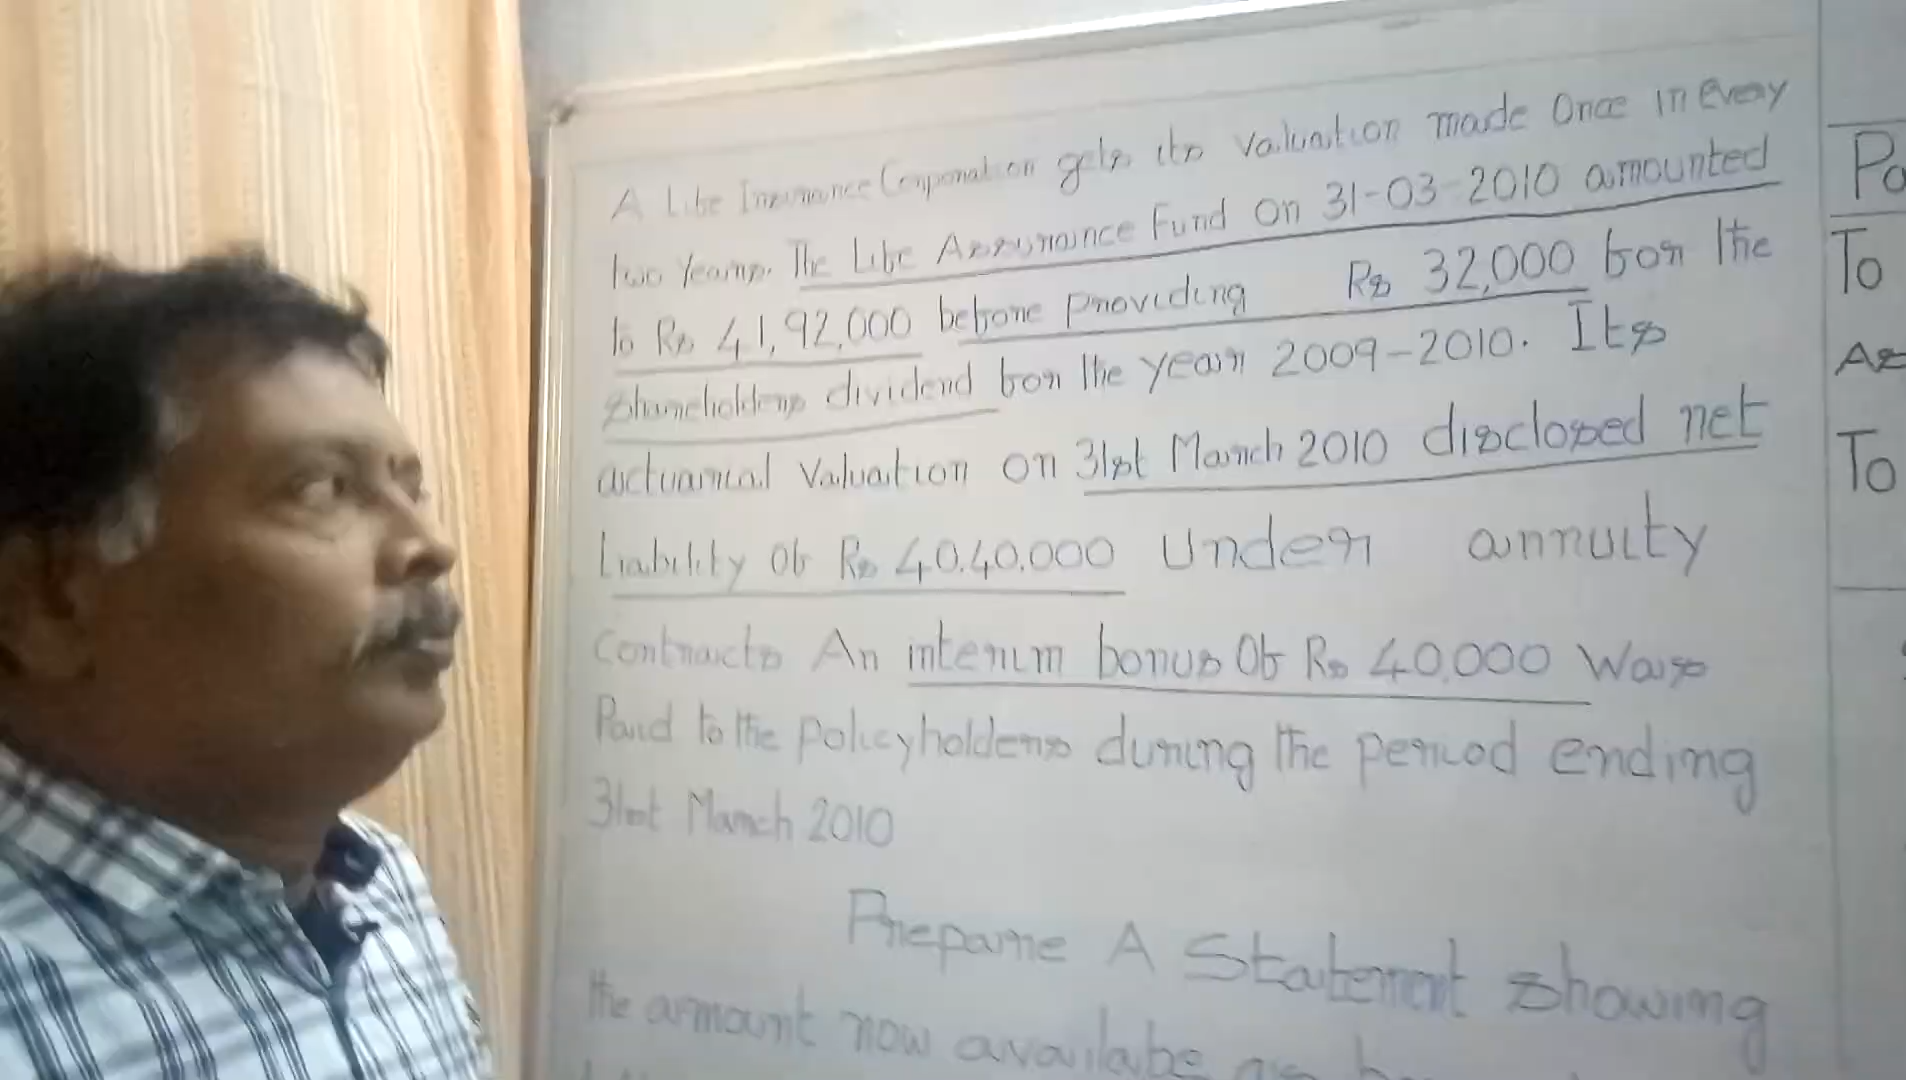 A Life Insurance Corporation gets its valuation made Once in every
two years. The Life Assurance Fund on 31-03-2010 amounted
to Rs 41,92,000 before providing Rs 32,000 for the
shareholders dividend for the year 2009-2010. Its
actuarial valuation on 31st March 2010 disclosed net
Liability Of Rs 40,40,000 Under annuity
Contracts An interim bonus Of Rs 40,000 Was
Paid to the policyholders during the period ending
31st March 2010
Prepare A Statement showing
the amount now availabe as
Po
To
As
To